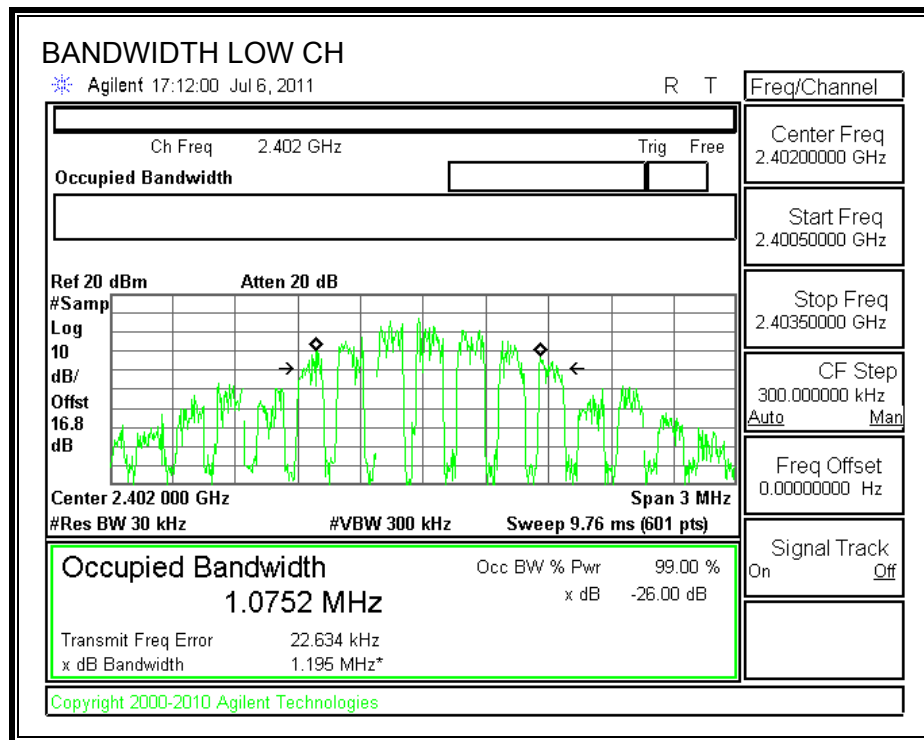 BANDWIDTH LOW CH
Agilent 17:12:00 Jul 6, 2011
R T
Freq/Channel
Ch Freq 2.402 GHz
Trig Free
Occupied Bandwidth
Center Freq
2.40200000 GHz
Start Freq
2.40050000 GHz
Stop Freq
2.40350000 GHz
CF Step
300.000000 kHz
Auto Man
Freq Offset
0.00000000 Hz
Signal Track
On Off
Ref 20 dBm Atten 20 dB
#Samp
Log
10
dB/
Offst
16.8
dB
Center 2.402 000 GHz Span 3 MHz
#Res BW 30 kHz #VBW 300 kHz Sweep 9.76 ms (601 pts)
Occupied Bandwidth
1.0752 MHz
Occ BW % Pwr 99.00 %
x dB -26.00 dB
Transmit Freq Error 22.634 kHz
x dB Bandwidth 1.195 MHz*
Copyright 2000-2010 Agilent Technologies